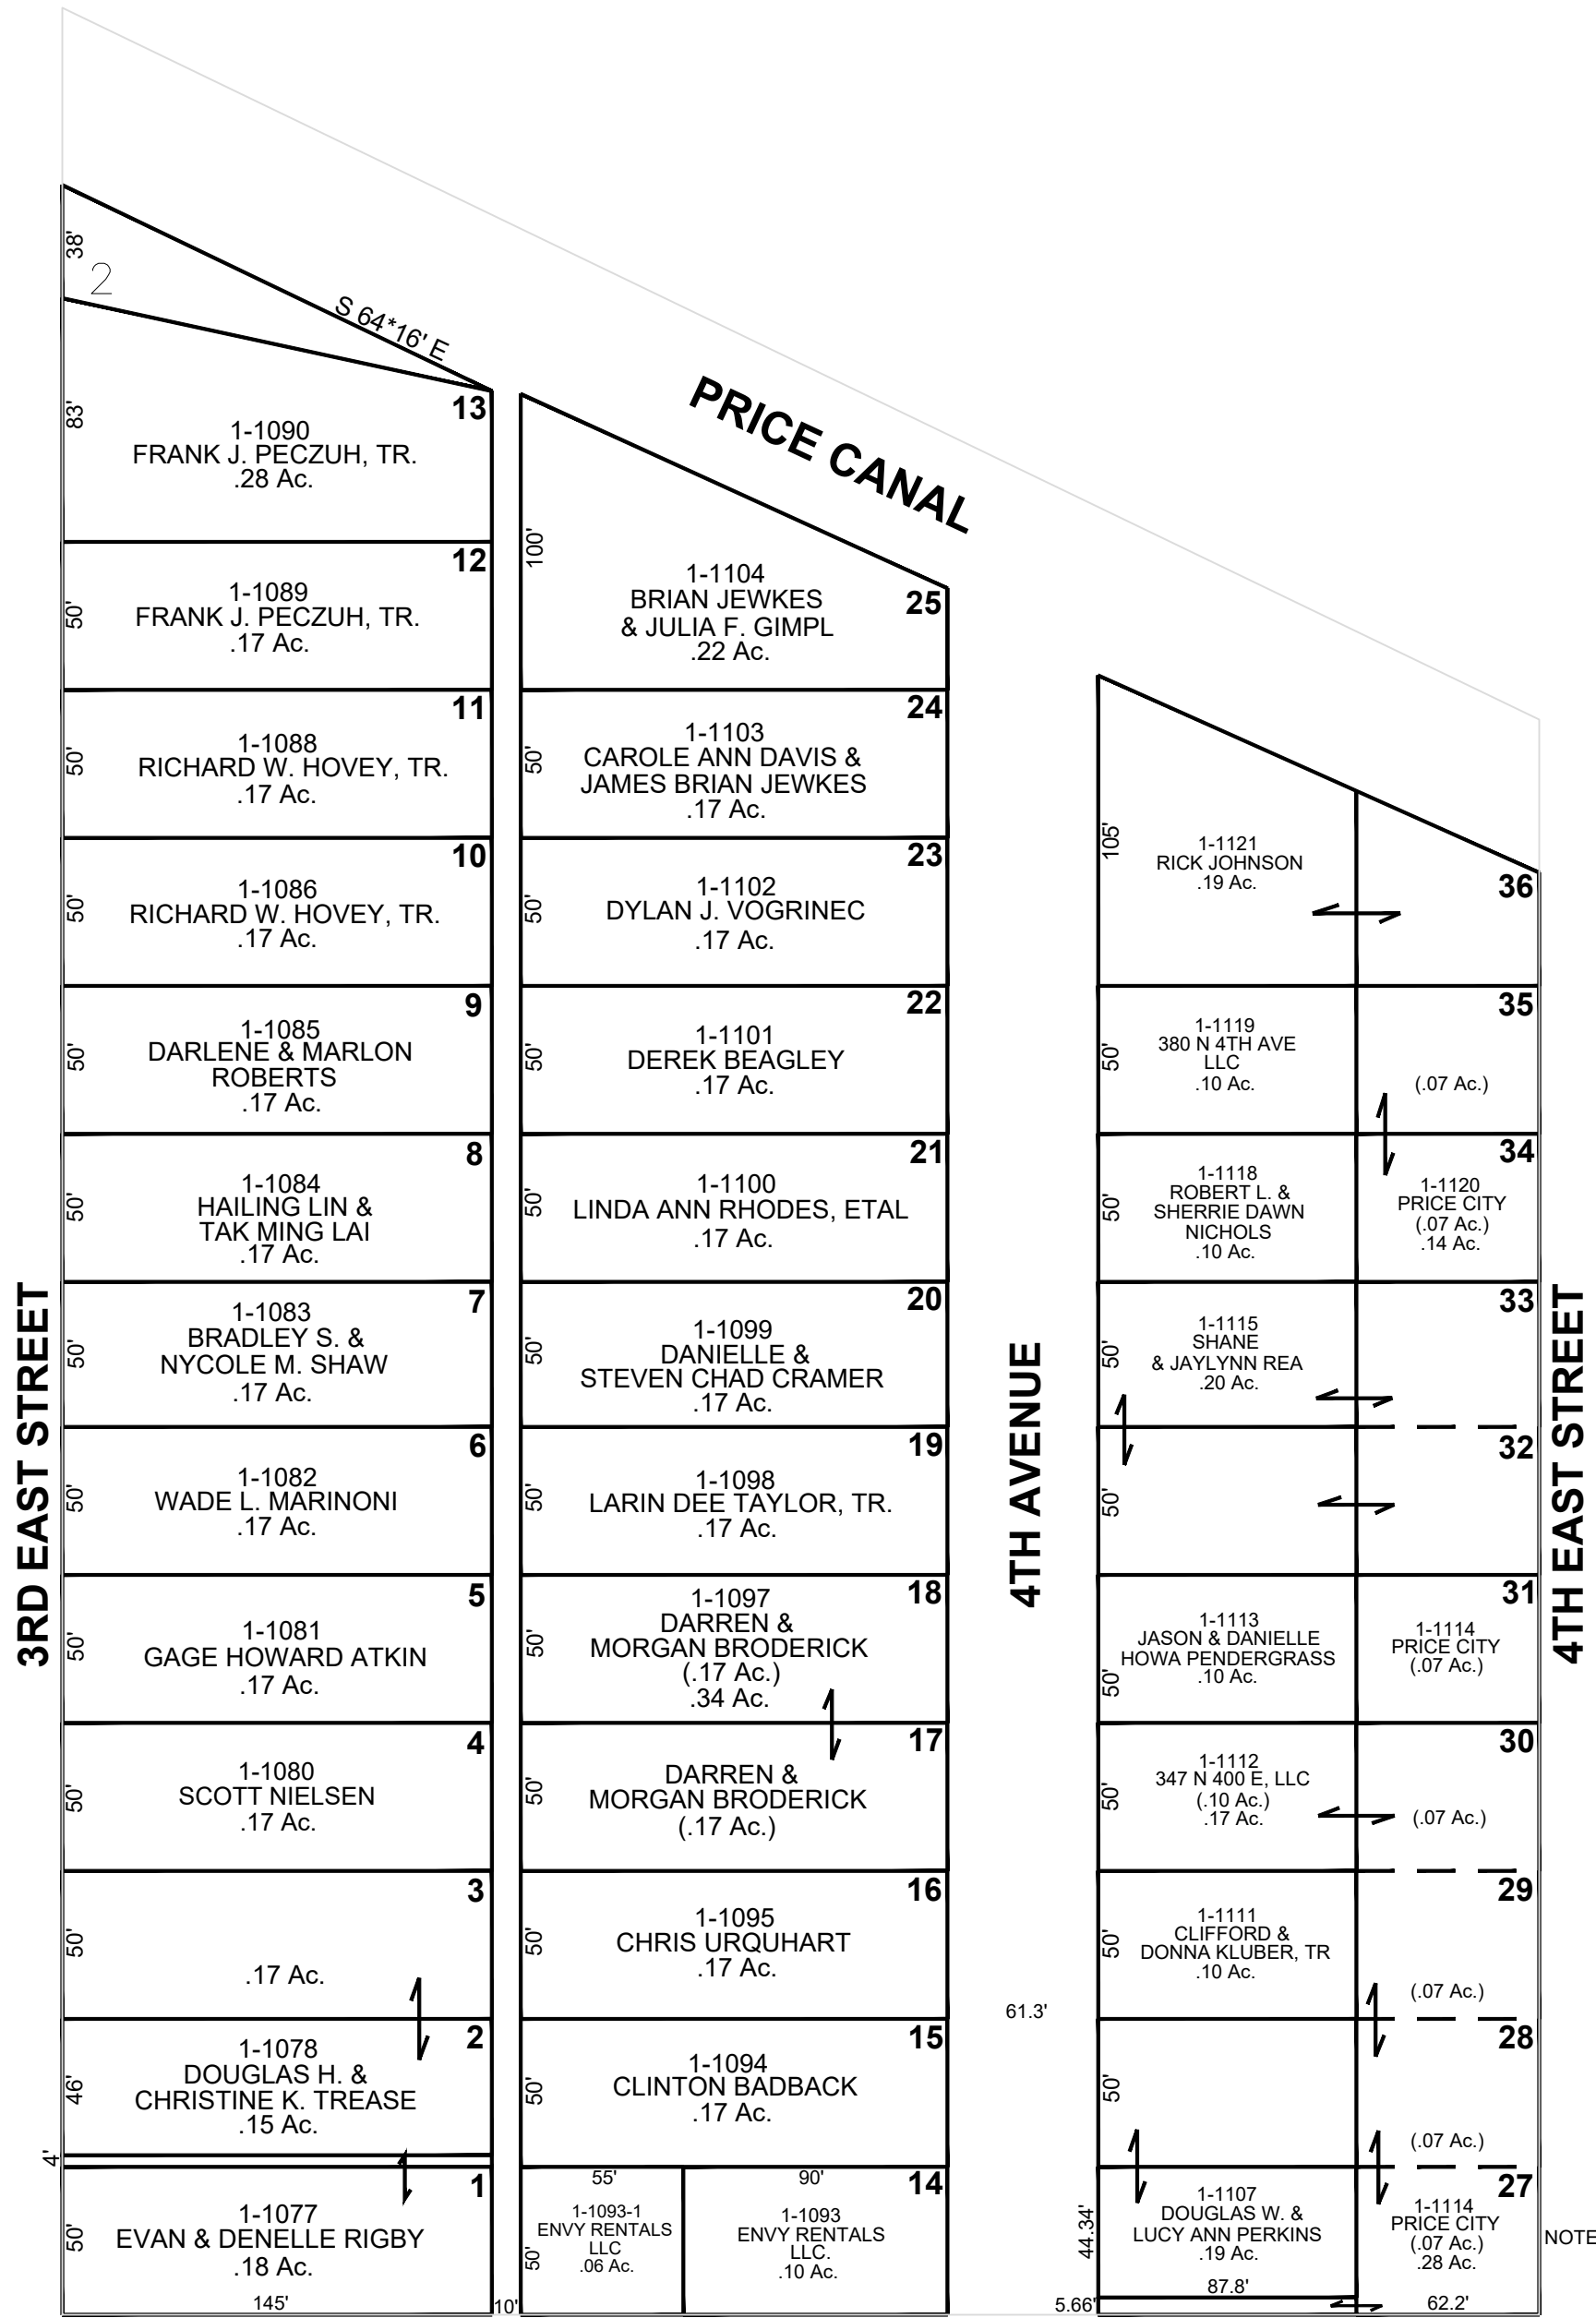 38'
2
S 64*16' E
83'
13
1-1090
FRANK J. PECZUH, TR.
.28 Ac.
12
50'
1-1089
FRANK J. PECZUH, TR.
.17 Ac.
11
50'
1-1088
RICHARD W. HOVEY, TR.
.17 Ac.
10
50'
1-1086
RICHARD W. HOVEY, TR.
.17 Ac.
9
50'
1-1085
DARLENE & MARLON
ROBERTS
.17 Ac.
8
50'
1-1084
HAILING LIN &
TAK MING LAI
.17 Ac.
7
50'
1-1083
BRADLEY S. &
NYCOLE M. SHAW
.17 Ac.
6
50'
1-1082
WADE L. MARINONI
.17 Ac.
5
50'
1-1081
GAGE HOWARD ATKIN
.17 Ac.
4
50'
1-1080
SCOTT NIELSEN
.17 Ac.
3
50'
.17 Ac.
2
46'
1-1078
DOUGLAS H. &
CHRISTINE K. TREASE
.15 Ac.
4'
1
50'
1-1077
EVAN & DENELLE RIGBY
.18 Ac.
145'
10'
3RD EAST STREET
PRICE CANAL
100'
1-1104
BRIAN JEWKES
& JULIA F. GIMPL
.22 Ac.
25
24
50'
1-1103
CAROLE ANN DAVIS &
JAMES BRIAN JEWKES
.17 Ac.
23
50'
1-1102
DYLAN J. VOGRINEC
.17 Ac.
22
50'
1-1101
DEREK BEAGLEY
.17 Ac.
21
50'
1-1100
LINDA ANN RHODES, ETAL
.17 Ac.
20
50'
1-1099
DANIELLE &
STEVEN CHAD CRAMER
.17 Ac.
19
50'
1-1098
LARIN DEE TAYLOR, TR.
.17 Ac.
18
50'
1-1097
DARREN &
MORGAN BRODERICK
(.17 Ac.)
.34 Ac.
17
50'
DARREN &
MORGAN BRODERICK
(.17 Ac.)
16
50'
1-1095
CHRIS URQUHART
.17 Ac.
15
50'
1-1094
CLINTON BADBACK
.17 Ac.
55'
50'
1-1093-1
ENVY RENTALS
LLC
.06 Ac.
90'
14
1-1093
ENVY RENTALS
LLC.
.10 Ac.
4TH AVENUE
61.3'
105'
1-1121
RICK JOHNSON
.19 Ac.
36
50'
1-1119
380 N 4TH AVE
LLC
.10 Ac.
35
(.07 Ac.)
50'
1-1118
ROBERT L. &
SHERRIE DAWN
NICHOLS
.10 Ac.
34
1-1120
PRICE CITY
(.07 Ac.)
.14 Ac.
50'
1-1115
SHANE
& JAYLYNN REA
.20 Ac.
33
50'
32
50'
1-1113
JASON & DANIELLE
HOWA PENDERGRASS
.10 Ac.
31
1-1114
PRICE CITY
(.07 Ac.)
50'
1-1112
347 N 400 E, LLC
(.10 Ac.)
.17 Ac.
30
(.07 Ac.)
50'
1-1111
CLIFFORD &
DONNA KLUBER, TR
.10 Ac.
29
(.07 Ac.)
50'
28
(.07 Ac.)
44.34'
1-1107
DOUGLAS W. &
LUCY ANN PERKINS
.19 Ac.
87.8'
5.66'
27
1-1114
PRICE CITY
(.07 Ac.)
.28 Ac.
62.2'
NOTE
4TH EAST STREET